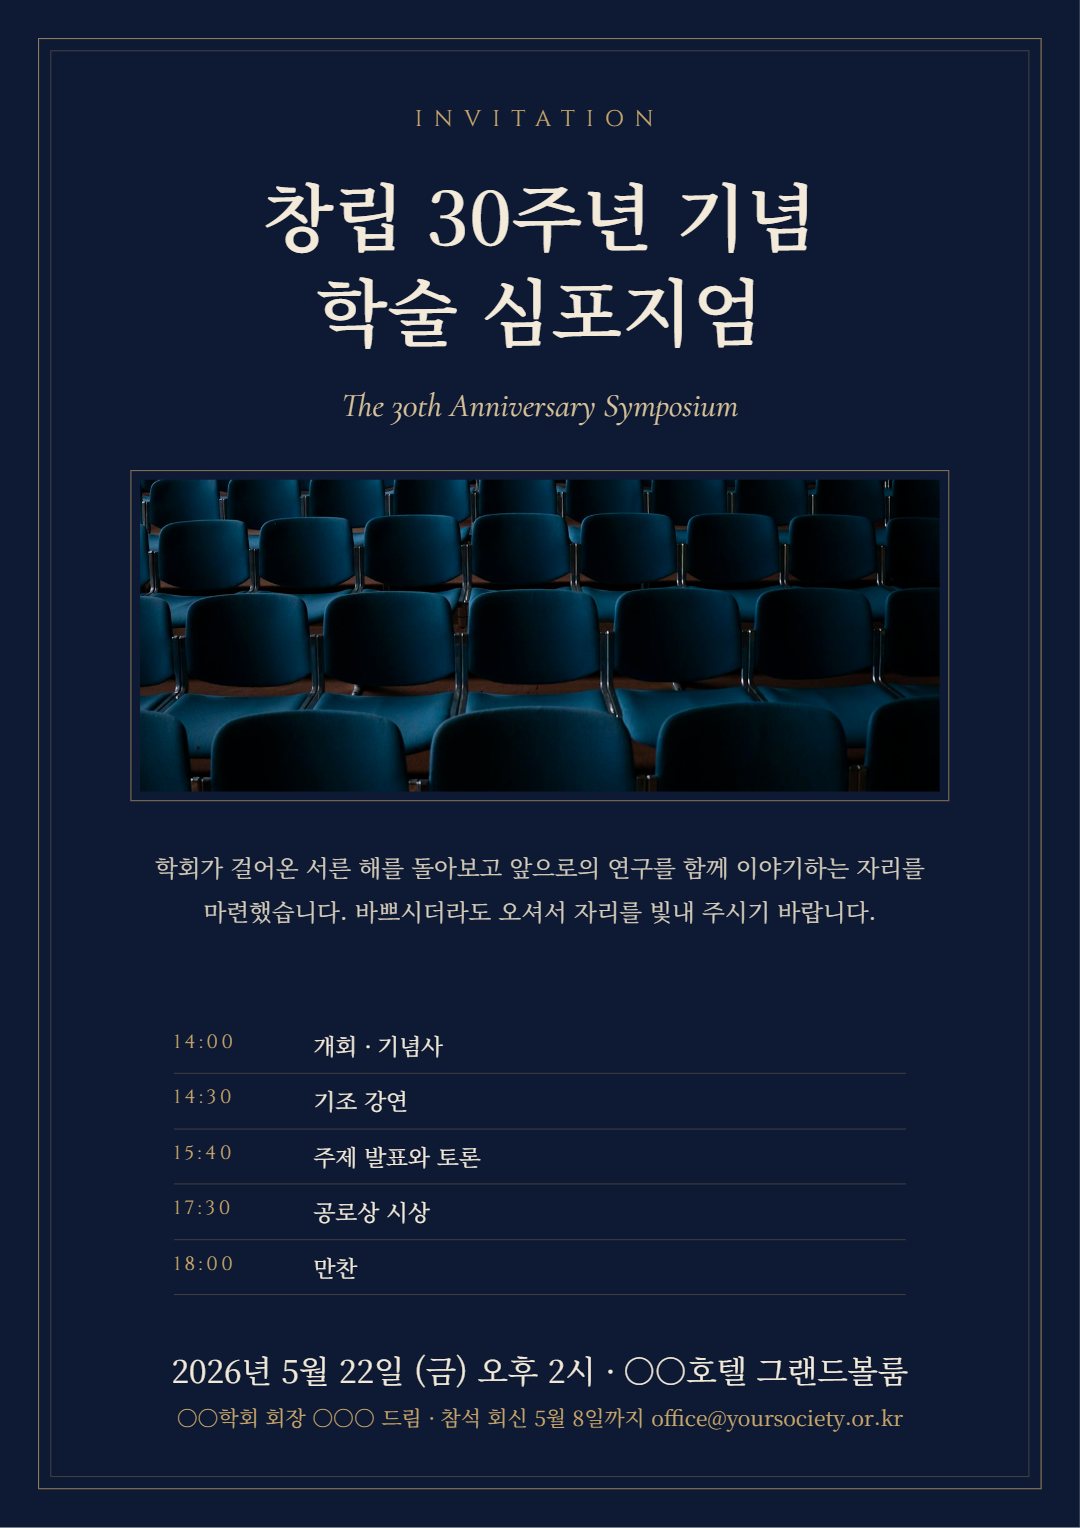 INVITATION
창립 30주년 기념
학술 심포지엄
The 30th Anniversary Symposium
학회가 걸어온 서른 해를 돌아보고 앞으로의 연구를 함께 이야기하는 자리를
마련했습니다. 바쁘시더라도 오셔서 자리를 빛내 주시기 바랍니다.
14:00 개회 · 기념사
14:30 기조 강연
15:40 주제 발표와 토론
17:30 공로상 시상
18:00 만찬
2026년 5월 22일 (금) 오후 2시 · ○○호텔 그랜드볼룸
○○학회 회장 ○○○ 드림 · 참석 회신 5월 8일까지 office@yoursociety.or.kr